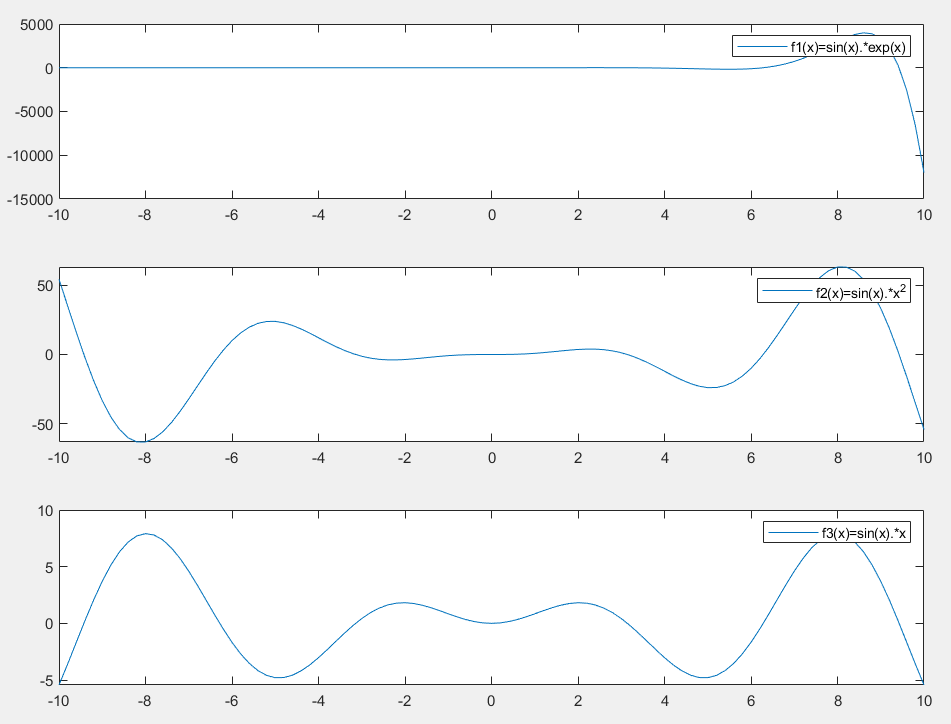 5000
f1(x)=sin(x).*exp(x)
0
-5000
-10000
-15000
-10 -8 -6 -4 -2 0 2 4 6 8 10
50
f2(x)=sin(x).*x²
0
-50
-10 -8 -6 -4 -2 0 2 4 6 8 10
10
f3(x)=sin(x).*x
5
0
-5
-10 -8 -6 -4 -2 0 2 4 6 8 10